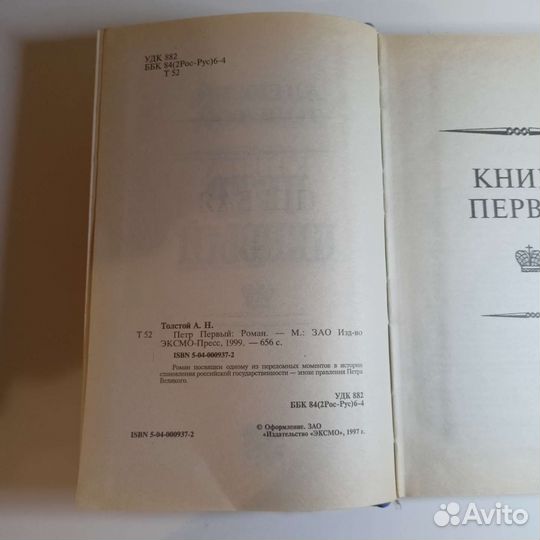 УДК 882
ББК 84(2Рос-Рус)6-4
Т 52
Толстой А. Н.
Т 52 Петр Первый: Роман. — М.: ЗАО Изд-во
ЭКСМО-Пресс, 1999. — 656 с.
ISBN 5-04-000937-2
Роман посвящен одному из переломных моментов в истории
становления российской государственности — эпохе правления Петра
Великого.
УДК 882
ББК 84(2Рос-Рус)6-4
© Оформление. ЗАО
ISBN 5-04-000937-2 «Издательство «ЭКСМО», 1997 г.
КНИ
ПЕРВ
Avito